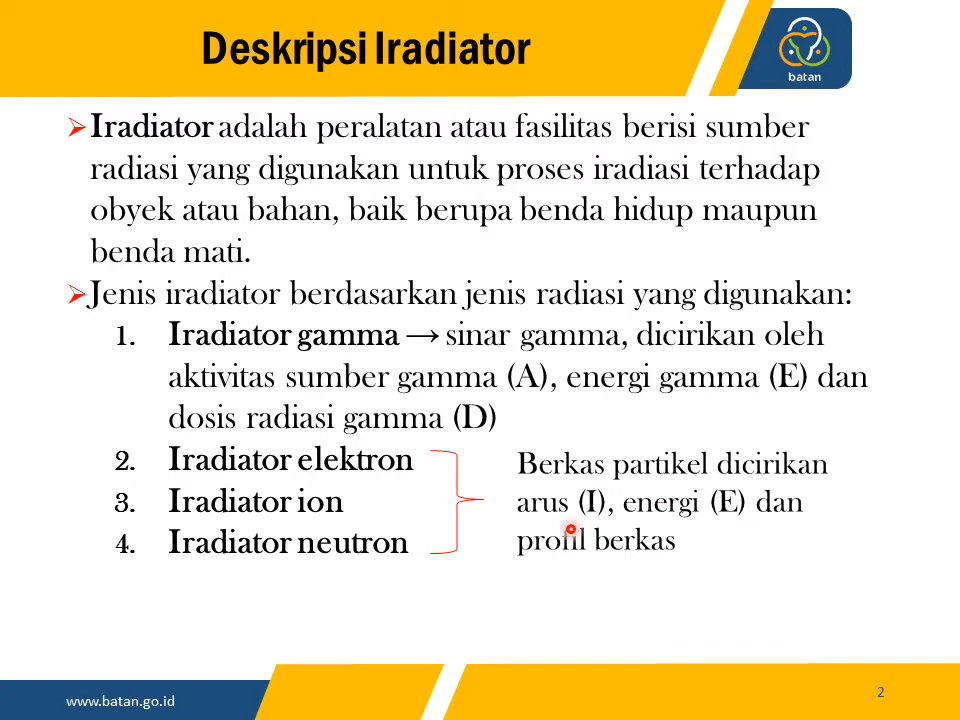 Deskripsi Iradiator
batan
➢Iradiator adalah peralatan atau fasilitas berisi sumber
radiasi yang digunakan untuk proses iradiasi terhadap
obyek atau bahan, baik berupa benda hidup maupun
benda mati.
➢Jenis iradiator berdasarkan jenis radiasi yang digunakan:
1. Iradiator gamma → sinar gamma, dicirikan oleh
aktivitas sumber gamma (A), energi gamma (E) dan
dosis radiasi gamma (D)
2. Iradiator elektron
3. Iradiator ion
4. Iradiator neutron
Berkas partikel dicirikan
arus (I), energi (E) dan
profil berkas
www.batan.go.id
2